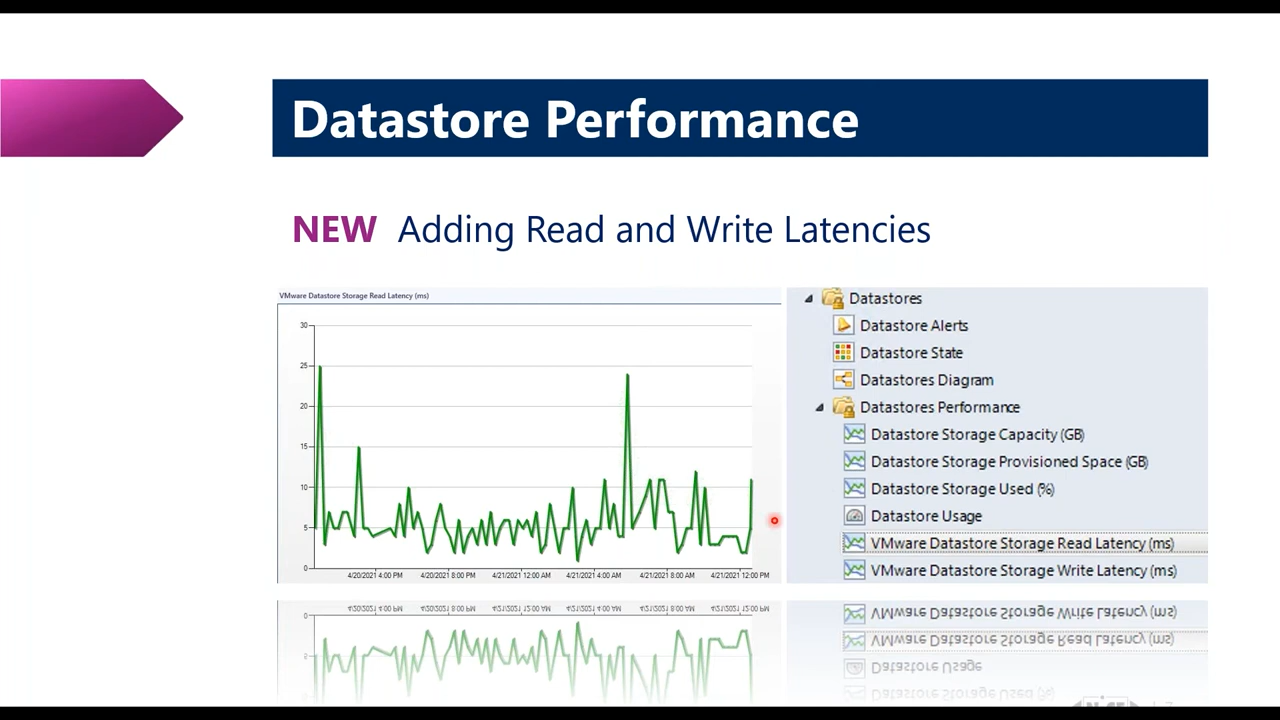 Datastore Performance
NEW Adding Read and Write Latencies
VMware Datastore Storage Read Latency (ms)
30
25
20
15
10
5
0
4/20/2021 4:00 PM
4/20/2021 8:00 PM
4/21/2021 12:00 AM
4/21/2021 4:00 AM
4/21/2021 8:00 AM
4/21/2021 12:00 PM
Datastores
Datastore Alerts
Datastore State
Datastores Diagram
Datastores Performance
Datastore Storage Capacity (GB)
Datastore Storage Provisioned Space (GB)
Datastore Storage Used (%)
Datastore Usage
VMware Datastore Storage Read Latency (ms)
VMware Datastore Storage Write Latency (ms)